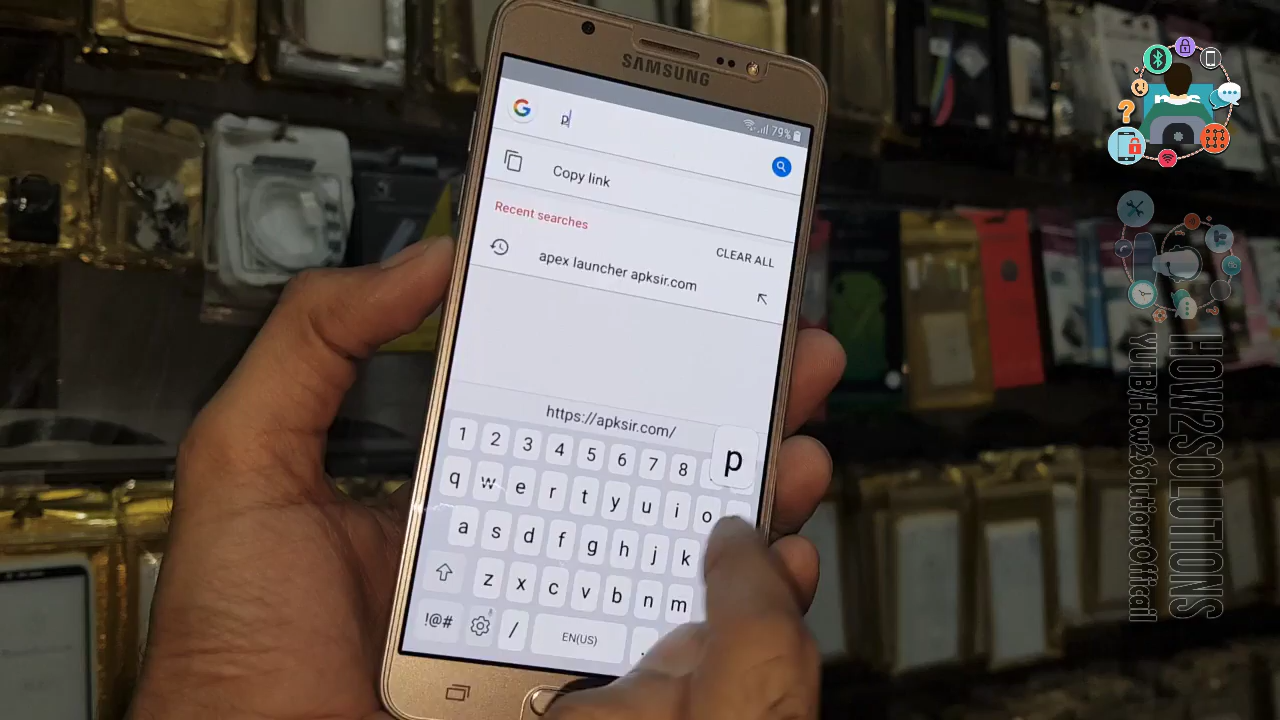 SAMSUNG
79%
p
Copy link
Recent searches
CLEAR ALL
apex launcher apksir.com
https://apksir.com/
1 2 3 4 5 6 7 8
p
q w e r t y u i o
a s d f g h j k
z x c v b n m
!@# / EN(US) .
HOW2SOLUTIONS
YUTB/How2SolutionsOffical